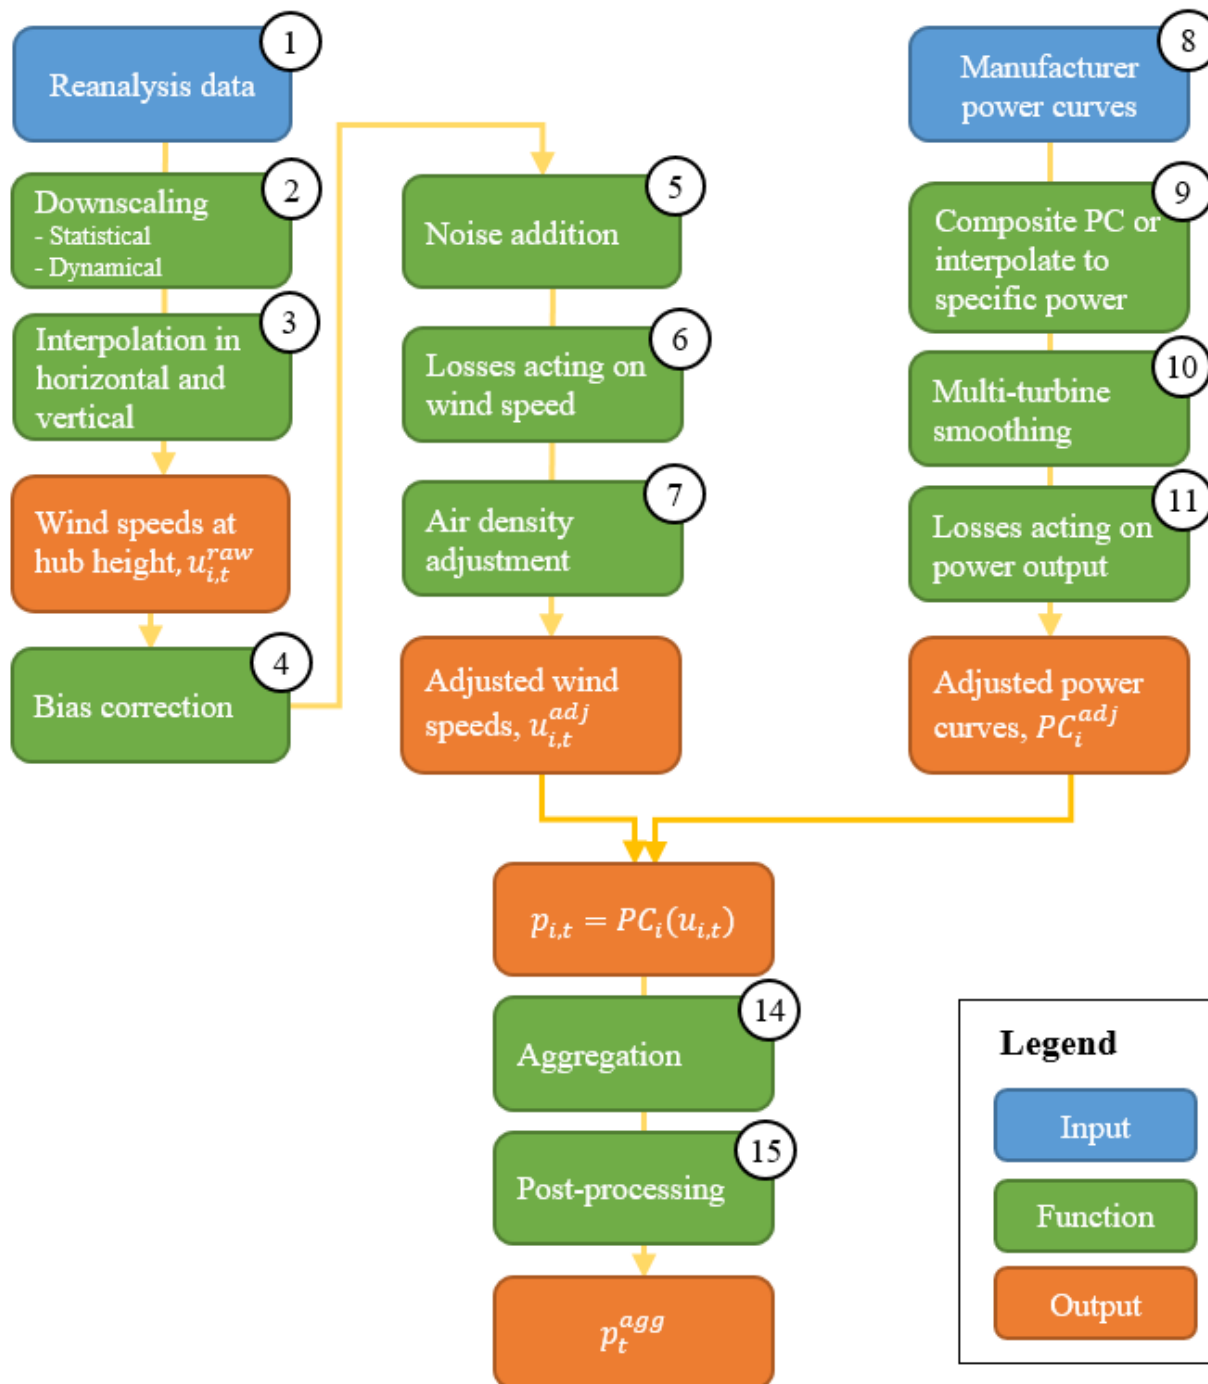 1
Reanalysis data
2
Downscaling
- Statistical
- Dynamical
3
Interpolation in
horizontal and
vertical
Wind speeds at
hub height, $u_{i,t}^{raw}$
4
Bias correction
5
Noise addition
6
Losses acting on
wind speed
7
Air density
adjustment
Adjusted wind
speeds, $u_{i,t}^{adj}$
8
Manufacturer
power curves
9
Composite PC or
interpolate to
specific power
10
Multi-turbine
smoothing
11
Losses acting on
power output
Adjusted power
curves, $PC_i^{adj}$
$p_{i,t} = PC_i(u_{i,t})$
14
Aggregation
15
Post-processing
$p_t^{agg}$
Legend
Input
Function
Output